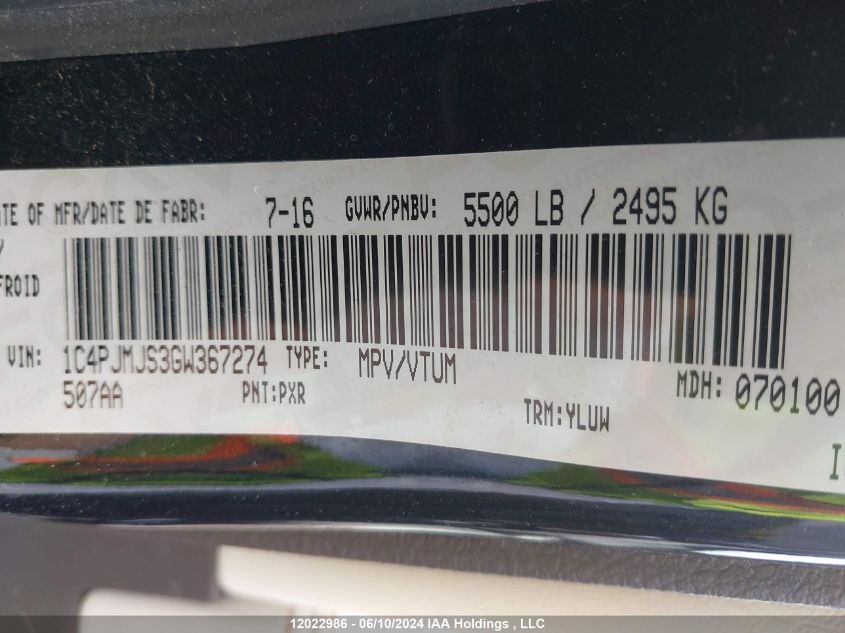 TE OF MFR/DATE DE FABR: 7-16 GVWR/PNBV: 5500 LB / 2495 KG
FROID
VIN: 1C4PJMJS3GW367274 TYPE: MPV/VTUM MDH: 070100
507AA PNT:PXR TRM:YLUW
12022986 - 06/10/2024 IAA Holdings , LLC